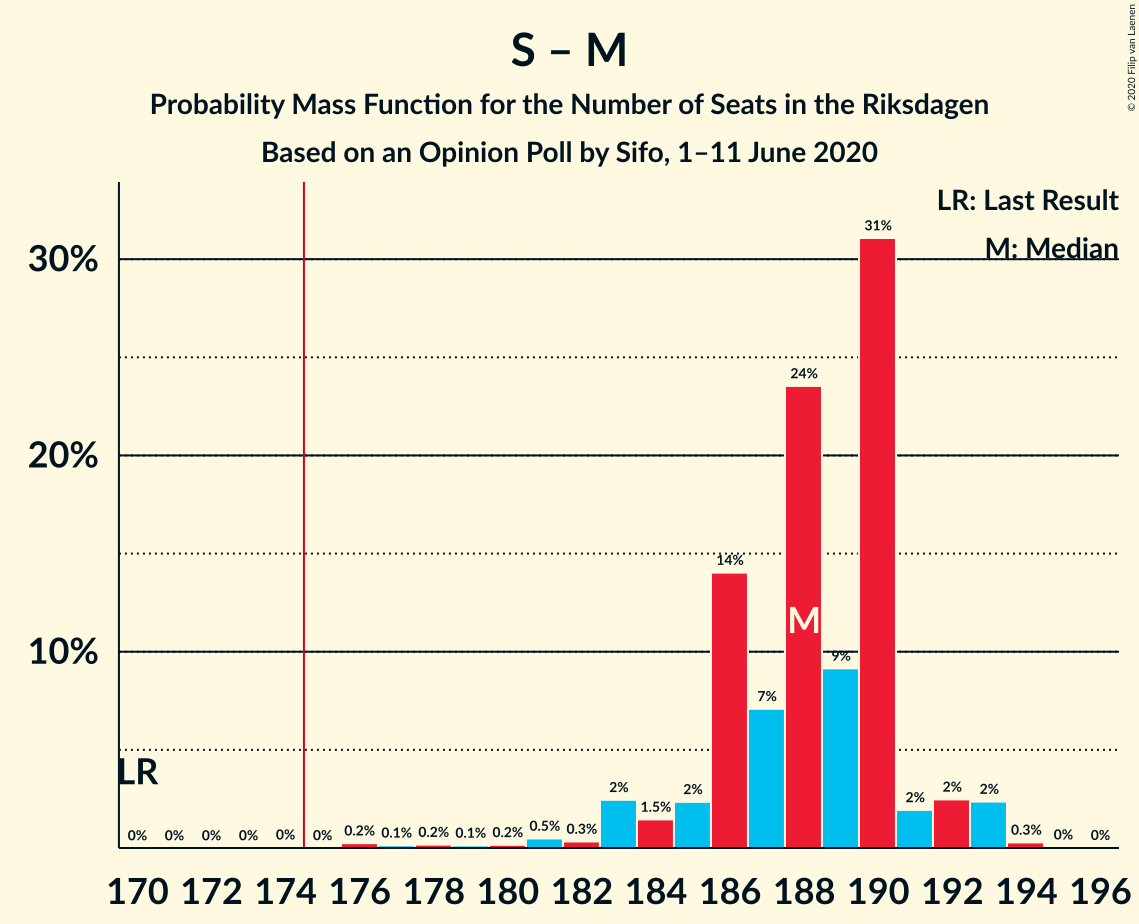 S – M
Probability Mass Function for the Number of Seats in the Riksdagen
Based on an Opinion Poll by Sifo, 1–11 June 2020
© 2020 Filip van Laenen
LR: Last Result
M: Median
30%
20%
10%
LR
M
0% 0% 0% 0% 0% 0% 0.2% 0.1% 0.2% 0.1% 0.2% 0.5% 0.3% 2% 1.5% 2% 14% 7% 24% 9% 31% 2% 2% 2% 0.3% 0% 0%
170 172 174 176 178 180 182 184 186 188 190 192 194 196